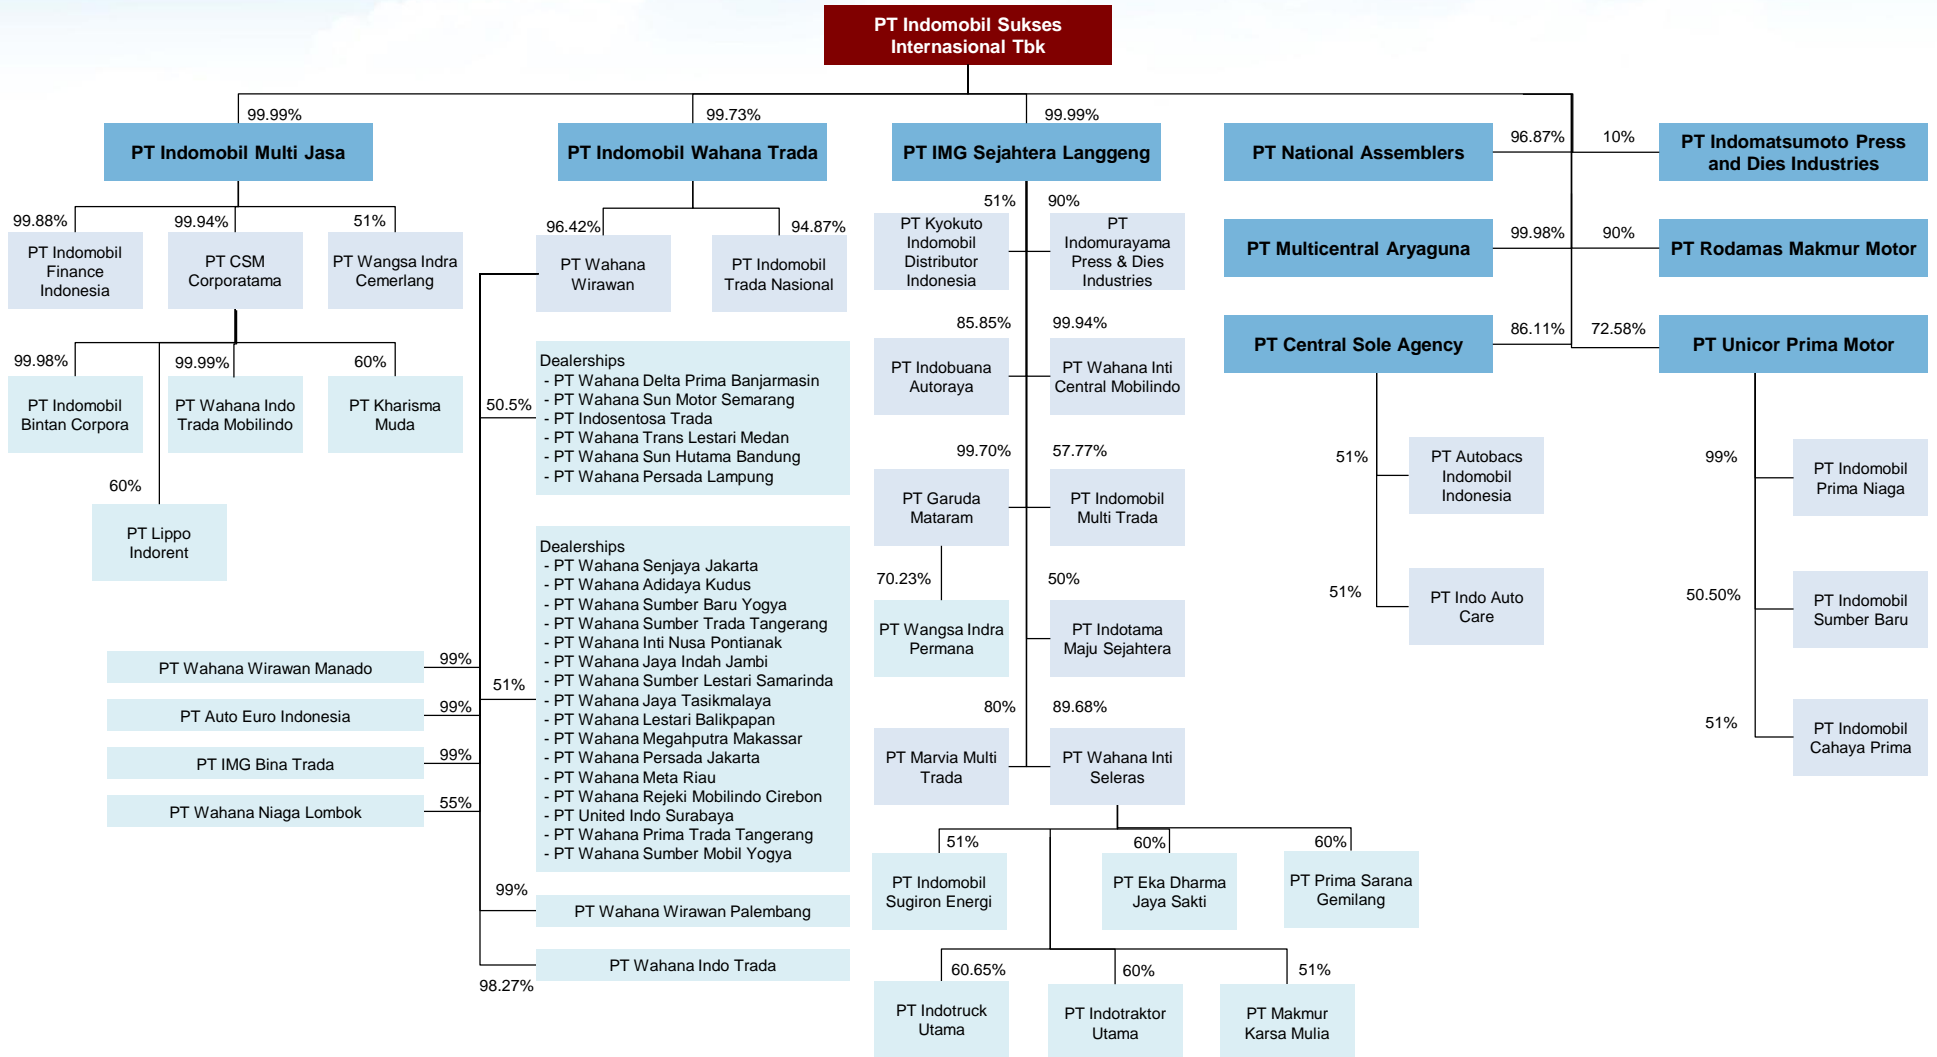 PT Indomobil Sukses
Internasional Tbk
99.99%
99.73%
99.99%
PT Indomobil Multi Jasa
PT Indomobil Wahana Trada
PT IMG Sejahtera Langgeng
PT National Assemblers
96.87%
10%
PT Indomatsumoto Press
and Dies Industries
99.88%
99.94%
51%
PT Indomobil
Finance
Indonesia
PT CSM
Corporatama
PT Wangsa Indra
Cemerlang
96.42%
94.87%
PT Wahana
Wirawan
PT Indomobil
Trada Nasional
51%
90%
PT Kyokuto
Indomobil
Distributor
Indonesia
PT
Indomurayama
Press & Dies
Industries
PT Multicentral Aryaguna
99.98%
90%
PT Rodamas Makmur Motor
99.98%
99.99%
60%
PT Indomobil
Bintan Corpora
PT Wahana Indo
Trada Mobilindo
PT Kharisma
Muda
60%
PT Lippo
Indorent
50.5%
Dealerships
- PT Wahana Delta Prima Banjarmasin
- PT Wahana Sun Motor Semarang
- PT Indosentosa Trada
- PT Wahana Trans Lestari Medan
- PT Wahana Sun Hutama Bandung
- PT Wahana Persada Lampung
85.85%
99.94%
PT Indobuana
Autoraya
PT Wahana Inti
Central Mobilindo
PT Central Sole Agency
86.11%
72.58%
PT Unicor Prima Motor
99.70%
57.77%
PT Garuda
Mataram
PT Indomobil
Multi Trada
51%
PT Autobacs
Indomobil
Indonesia
99%
PT Indomobil
Prima Niaga
51%
Dealerships
- PT Wahana Senjaya Jakarta
- PT Wahana Adidaya Kudus
- PT Wahana Sumber Baru Yogya
- PT Wahana Sumber Trada Tangerang
- PT Wahana Inti Nusa Pontianak
- PT Wahana Jaya Indah Jambi
- PT Wahana Sumber Lestari Samarinda
- PT Wahana Jaya Tasikmalaya
- PT Wahana Lestari Balikpapan
- PT Wahana Megahputra Makassar
- PT Wahana Persada Jakarta
- PT Wahana Meta Riau
- PT Wahana Rejeki Mobilindo Cirebon
- PT United Indo Surabaya
- PT Wahana Prima Trada Tangerang
- PT Wahana Sumber Mobil Yogya
70.23%
50%
PT Wangsa Indra
Permana
PT Indotama
Maju Sejahtera
51%
PT Indo Auto
Care
50.50%
PT Indomobil
Sumber Baru
PT Wahana Wirawan Manado
99%
PT Auto Euro Indonesia
99%
PT IMG Bina Trada
99%
PT Wahana Niaga Lombok
55%
80%
89.68%
PT Marvia Multi
Trada
PT Wahana Inti
Seleras
51%
PT Indomobil
Cahaya Prima
51%
60%
60%
PT Indomobil
Sugiron Energi
PT Eka Dharma
Jaya Sakti
PT Prima Sarana
Gemilang
99%
PT Wahana Wirawan Palembang
PT Wahana Indo Trada
98.27%
60.65%
60%
51%
PT Indotruck
Utama
PT Indotraktor
Utama
PT Makmur
Karsa Mulia